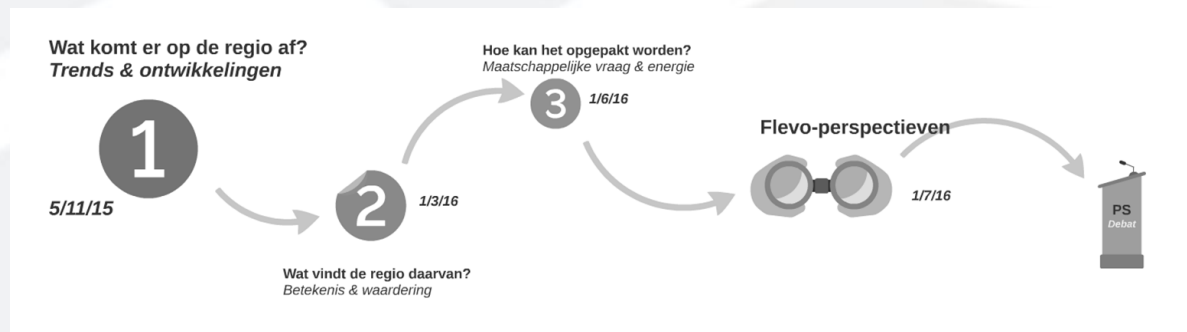 Wat komt er op de regio af?
Trends & ontwikkelingen
1
5/11/15
2
1/3/16
Wat vindt de regio daarvan?
Betekenis & waardering
Hoe kan het opgepakt worden?
Maatschappelijke vraag & energie
3
1/6/16
Flevo-perspectieven
1/7/16
PS
Debat